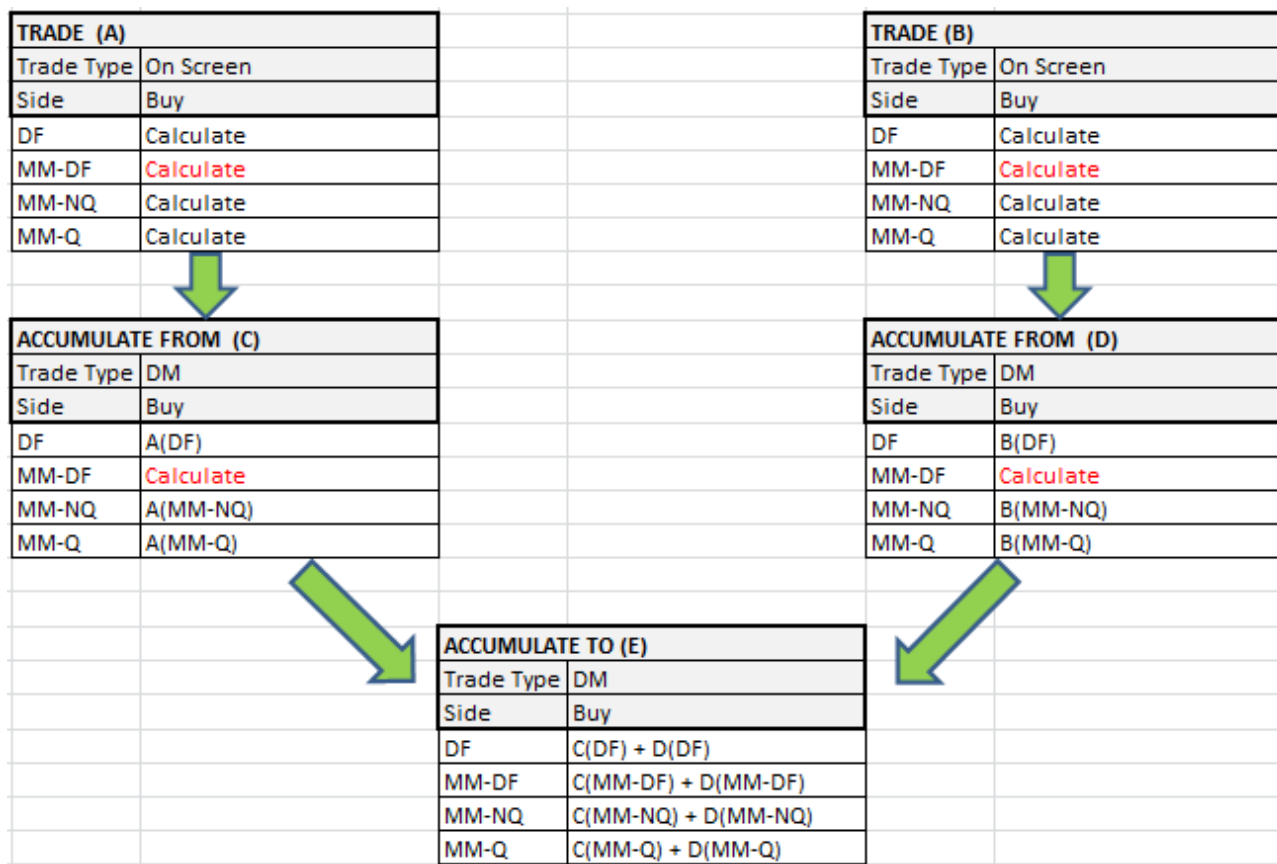 TRADE (A)
Trade Type On Screen
Side Buy
DF Calculate
MM-DF Calculate
MM-NQ Calculate
MM-Q Calculate
TRADE (B)
Trade Type On Screen
Side Buy
DF Calculate
MM-DF Calculate
MM-NQ Calculate
MM-Q Calculate
ACCUMULATE FROM (C)
Trade Type DM
Side Buy
DF A(DF)
MM-DF Calculate
MM-NQ A(MM-NQ)
MM-Q A(MM-Q)
ACCUMULATE FROM (D)
Trade Type DM
Side Buy
DF B(DF)
MM-DF Calculate
MM-NQ B(MM-NQ)
MM-Q B(MM-Q)
ACCUMULATE TO (E)
Trade Type DM
Side Buy
DF C(DF) + D(DF)
MM-DF C(MM-DF) + D(MM-DF)
MM-NQ C(MM-NQ) + D(MM-NQ)
MM-Q C(MM-Q) + D(MM-Q)